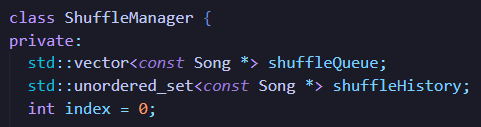 class ShuffleManager {
private:
  std::vector<const Song *> shuffleQueue;
  std::unordered_set<const Song *> shuffleHistory;
  int index = 0;